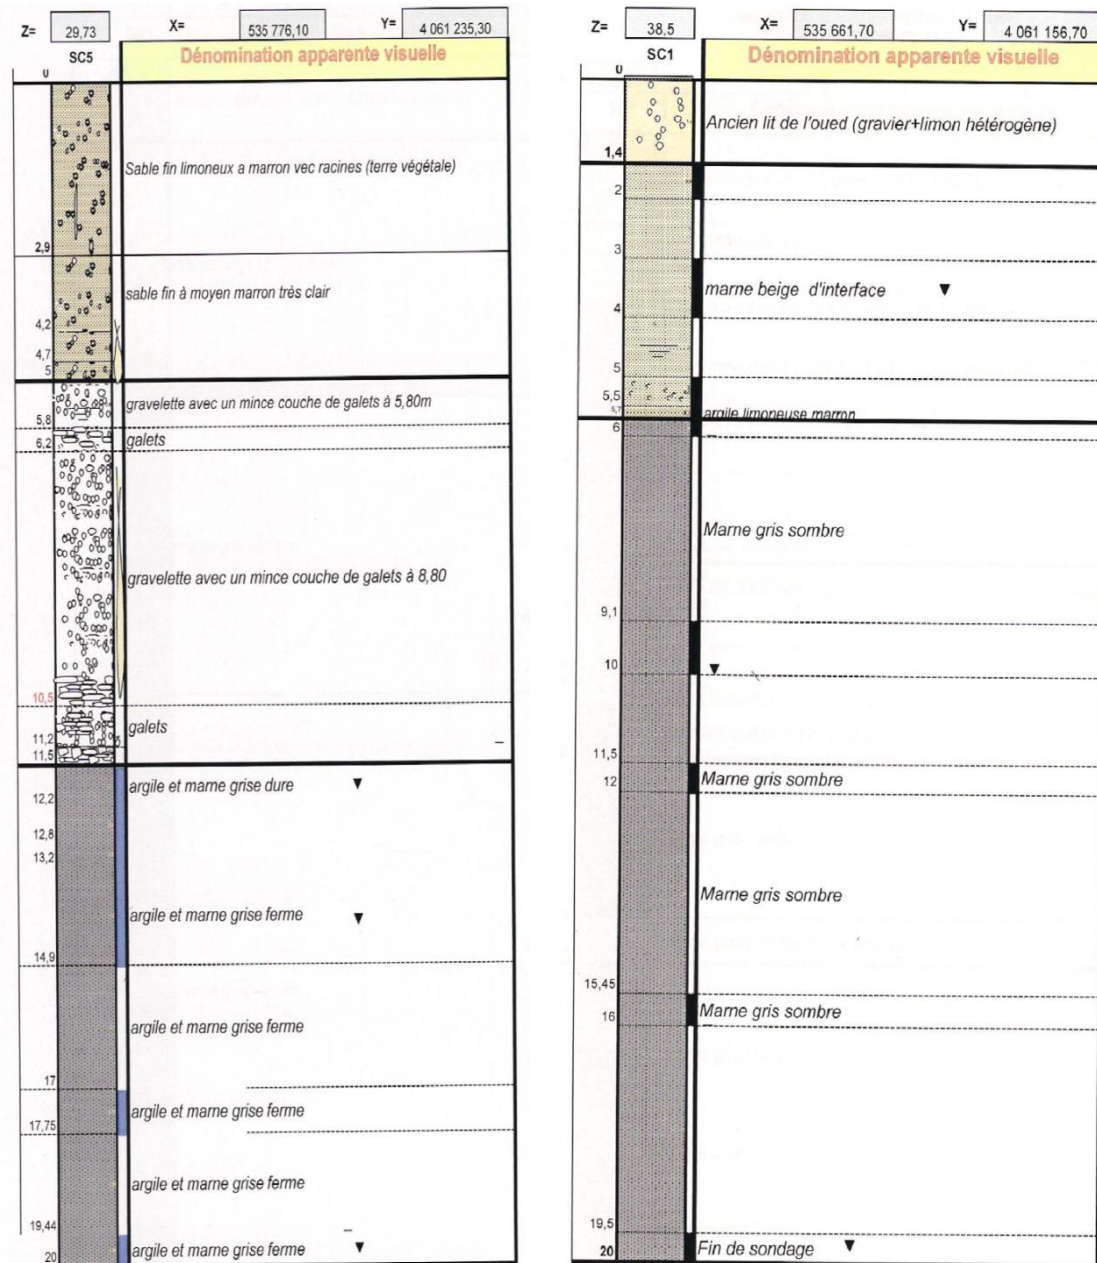 Z= 29,73 X= 535 776,10 Y= 4 061 235,30
SC5
Dénomination apparente visuelle
0
Sable fin limoneux a marron vec racines (terre végétale)
2,9
sable fin à moyen marron très clair
4,2
4,7
5
gravelette avec un mince couche de galets à 5,80m
5,8
6,2 galets
gravelette avec un mince couche de galets à 8,80
10,5
galets
11,2
11,5
argile et marne grise dure
12,2
12,8
13,2
argile et marne grise ferme
14,9
argile et marne grise ferme
17
argile et marne grise ferme
17,75
argile et marne grise ferme
19,44
argile et marne grise ferme
20
Z= 38,5 X= 535 661,70 Y= 4 061 156,70
SC1
Dénomination apparente visuelle
0
Ancien lit de l'oued (gravier+limon hétérogène)
1,4
2
3
marne beige d'interface
4
5
5,5
5,7 argile limoneuse marron
6
Marne gris sombre
9,1
10
11,5
12 Marne gris sombre
Marne gris sombre
15,45
16 Marne gris sombre
19,5
20 Fin de sondage